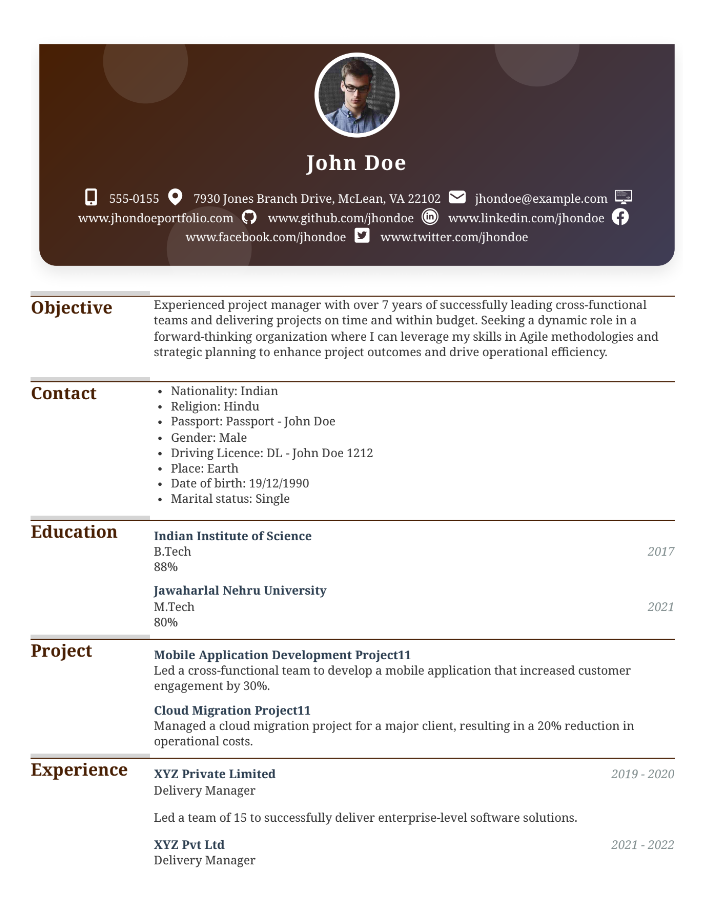 John Doe
555-0155 7930 Jones Branch Drive, McLean, VA 22102 jhondoe@example.com
www.jhondoeportfolio.com www.github.com/jhondoe www.linkedin.com/jhondoe
www.facebook.com/jhondoe www.twitter.com/jhondoe
Objective
Experienced project manager with over 7 years of successfully leading cross-functional
teams and delivering projects on time and within budget. Seeking a dynamic role in a
forward-thinking organization where I can leverage my skills in Agile methodologies and
strategic planning to enhance project outcomes and drive operational efficiency.
Contact
• Nationality: Indian
• Religion: Hindu
• Passport: Passport - John Doe
• Gender: Male
• Driving Licence: DL - John Doe 1212
• Place: Earth
• Date of birth: 19/12/1990
• Marital status: Single
Education
Indian Institute of Science
B.Tech 2017
88%
Jawaharlal Nehru University
M.Tech 2021
80%
Project
Mobile Application Development Project11
Led a cross-functional team to develop a mobile application that increased customer
engagement by 30%.
Cloud Migration Project11
Managed a cloud migration project for a major client, resulting in a 20% reduction in
operational costs.
Experience
XYZ Private Limited 2019 - 2020
Delivery Manager
Led a team of 15 to successfully deliver enterprise-level software solutions.
XYZ Pvt Ltd 2021 - 2022
Delivery Manager